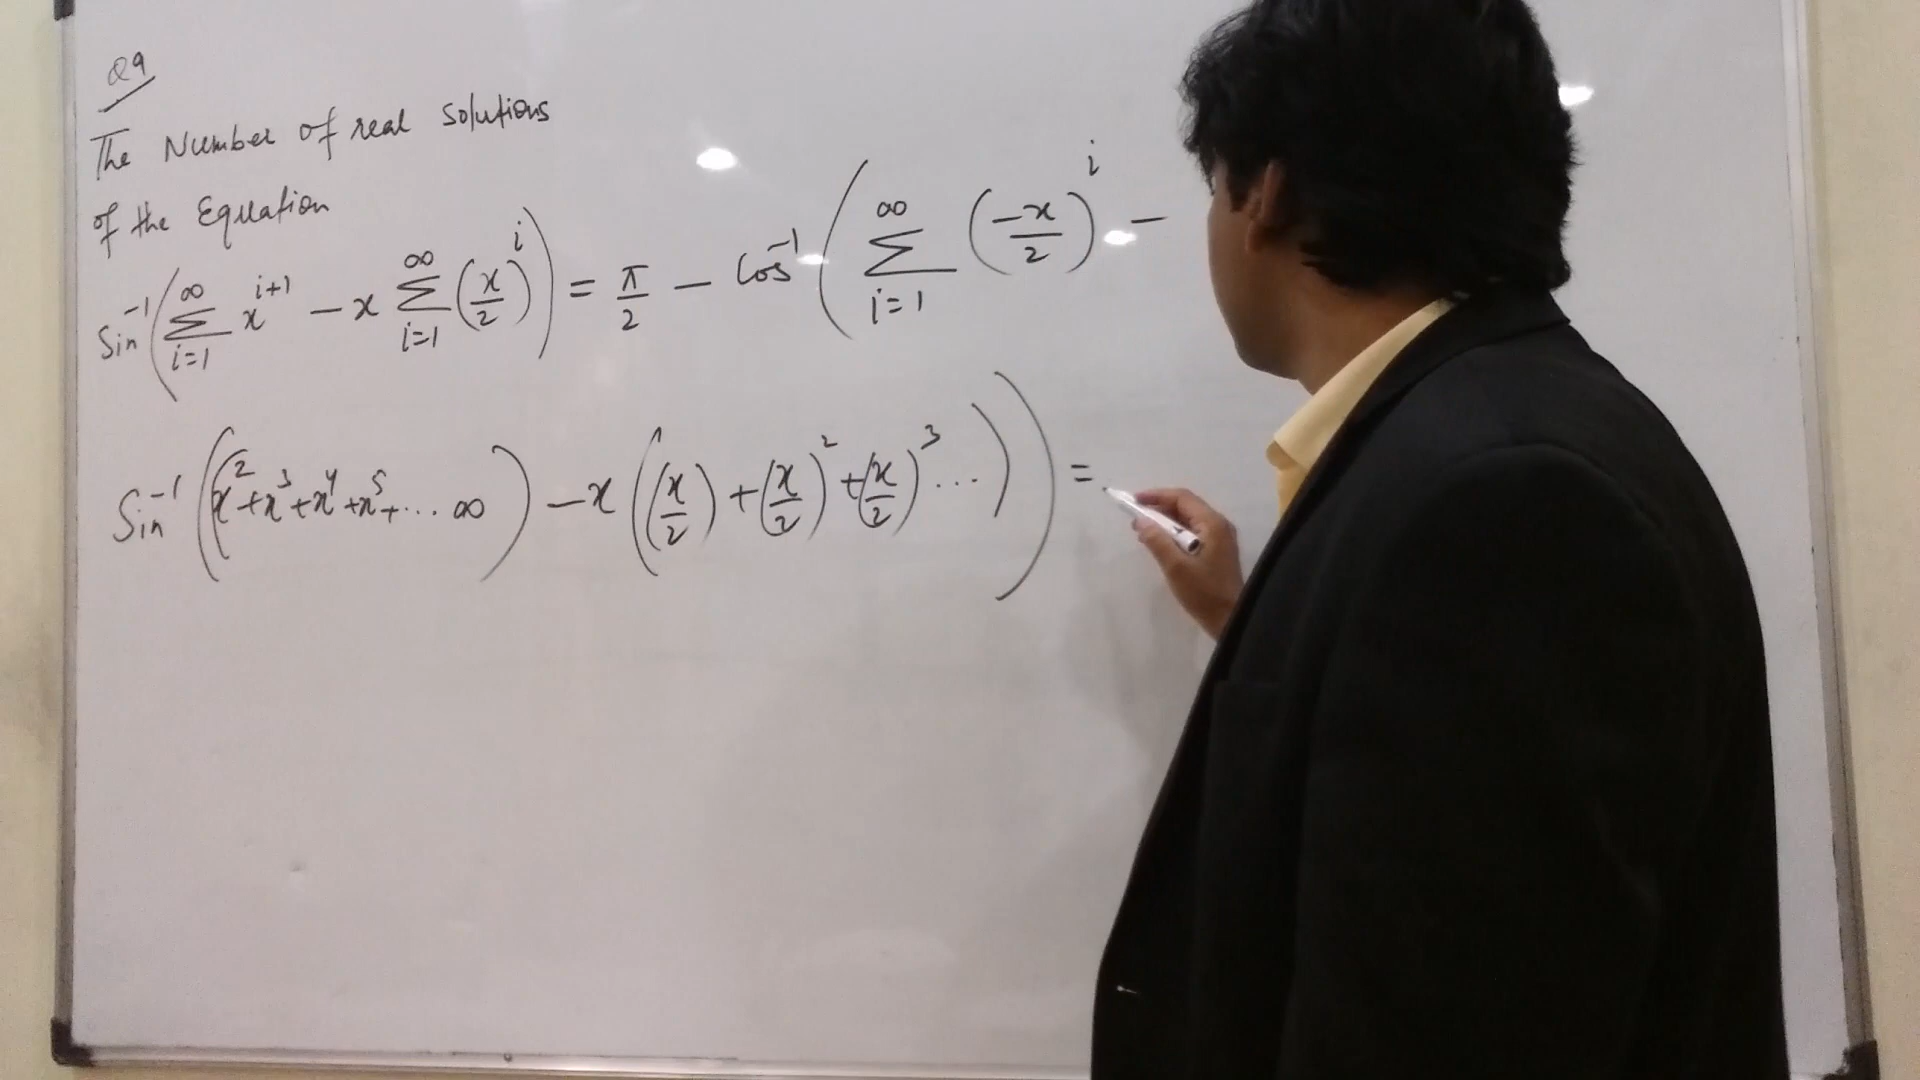 Q9
The Number of real solutions
of the Equation
Sin⁻¹(∑_{i=1}^{∞} x^{i+1} − x ∑_{i=1}^{∞} (x/2)^i) = π/2 − Cos⁻¹(∑_{i=1}^{∞} (−x/2)^i −
Sin⁻¹((x²+x³+x⁴+x⁵+... ∞) − x((x/2)+(x/2)²+(x/2)³...)) =